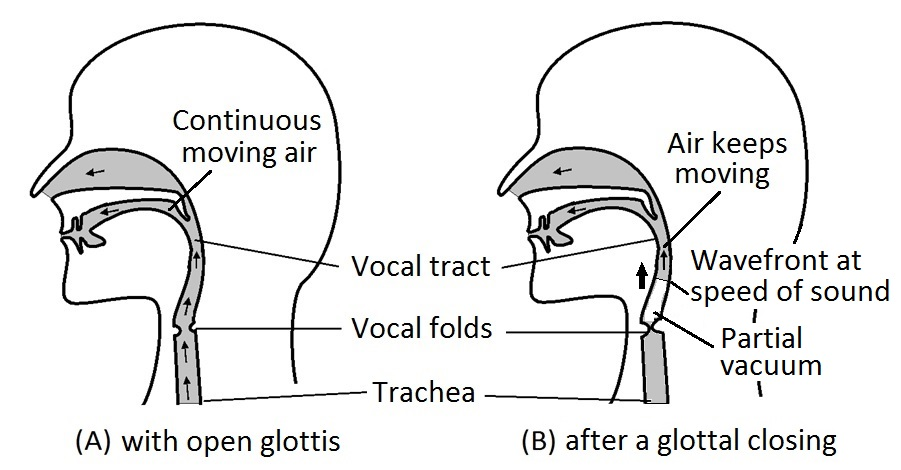 Continuous
moving air
Air keeps
moving
Vocal tract
Wavefront at
speed of sound
Vocal folds
Partial
vacuum
Trachea
(A) with open glottis
(B) after a glottal closing